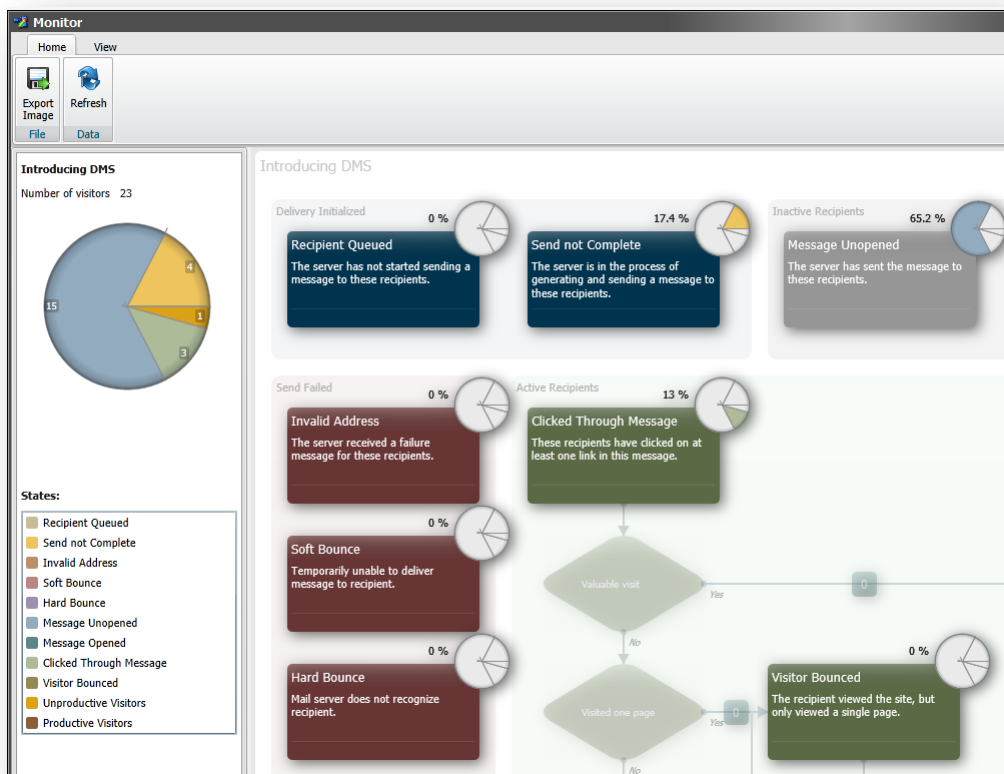 Monitor
Home View
Export
Image
Refresh
File
Data
Introducing DMS
Number of visitors 23
4
15
1
3
States:
Recipient Queued
Send not Complete
Invalid Address
Soft Bounce
Hard Bounce
Message Unopened
Message Opened
Clicked Through Message
Visitor Bounced
Unproductive Visitors
Productive Visitors
Introducing DMS
Delivery Initialized
0 %
Recipient Queued
The server has not started sending a
message to these recipients.
17.4 %
Send not Complete
The server is in the process of
generating and sending a message to
these recipients.
Inactive Recipients
65.2 %
Message Unopened
The server has sent the message to
these recipients.
Send Failed
0 %
Invalid Address
The server received a failure
message for these recipients.
0 %
Soft Bounce
Temporarily unable to deliver
message to recipient.
0 %
Hard Bounce
Mail server does not recognize
recipient.
Active Recipients
13 %
Clicked Through Message
These recipients have clicked on at
least one link in this message.
Valuable visit
Yes
0
No
Visited one page
Yes
0
No
0 %
Visitor Bounced
The recipient viewed the site, but
only viewed a single page.